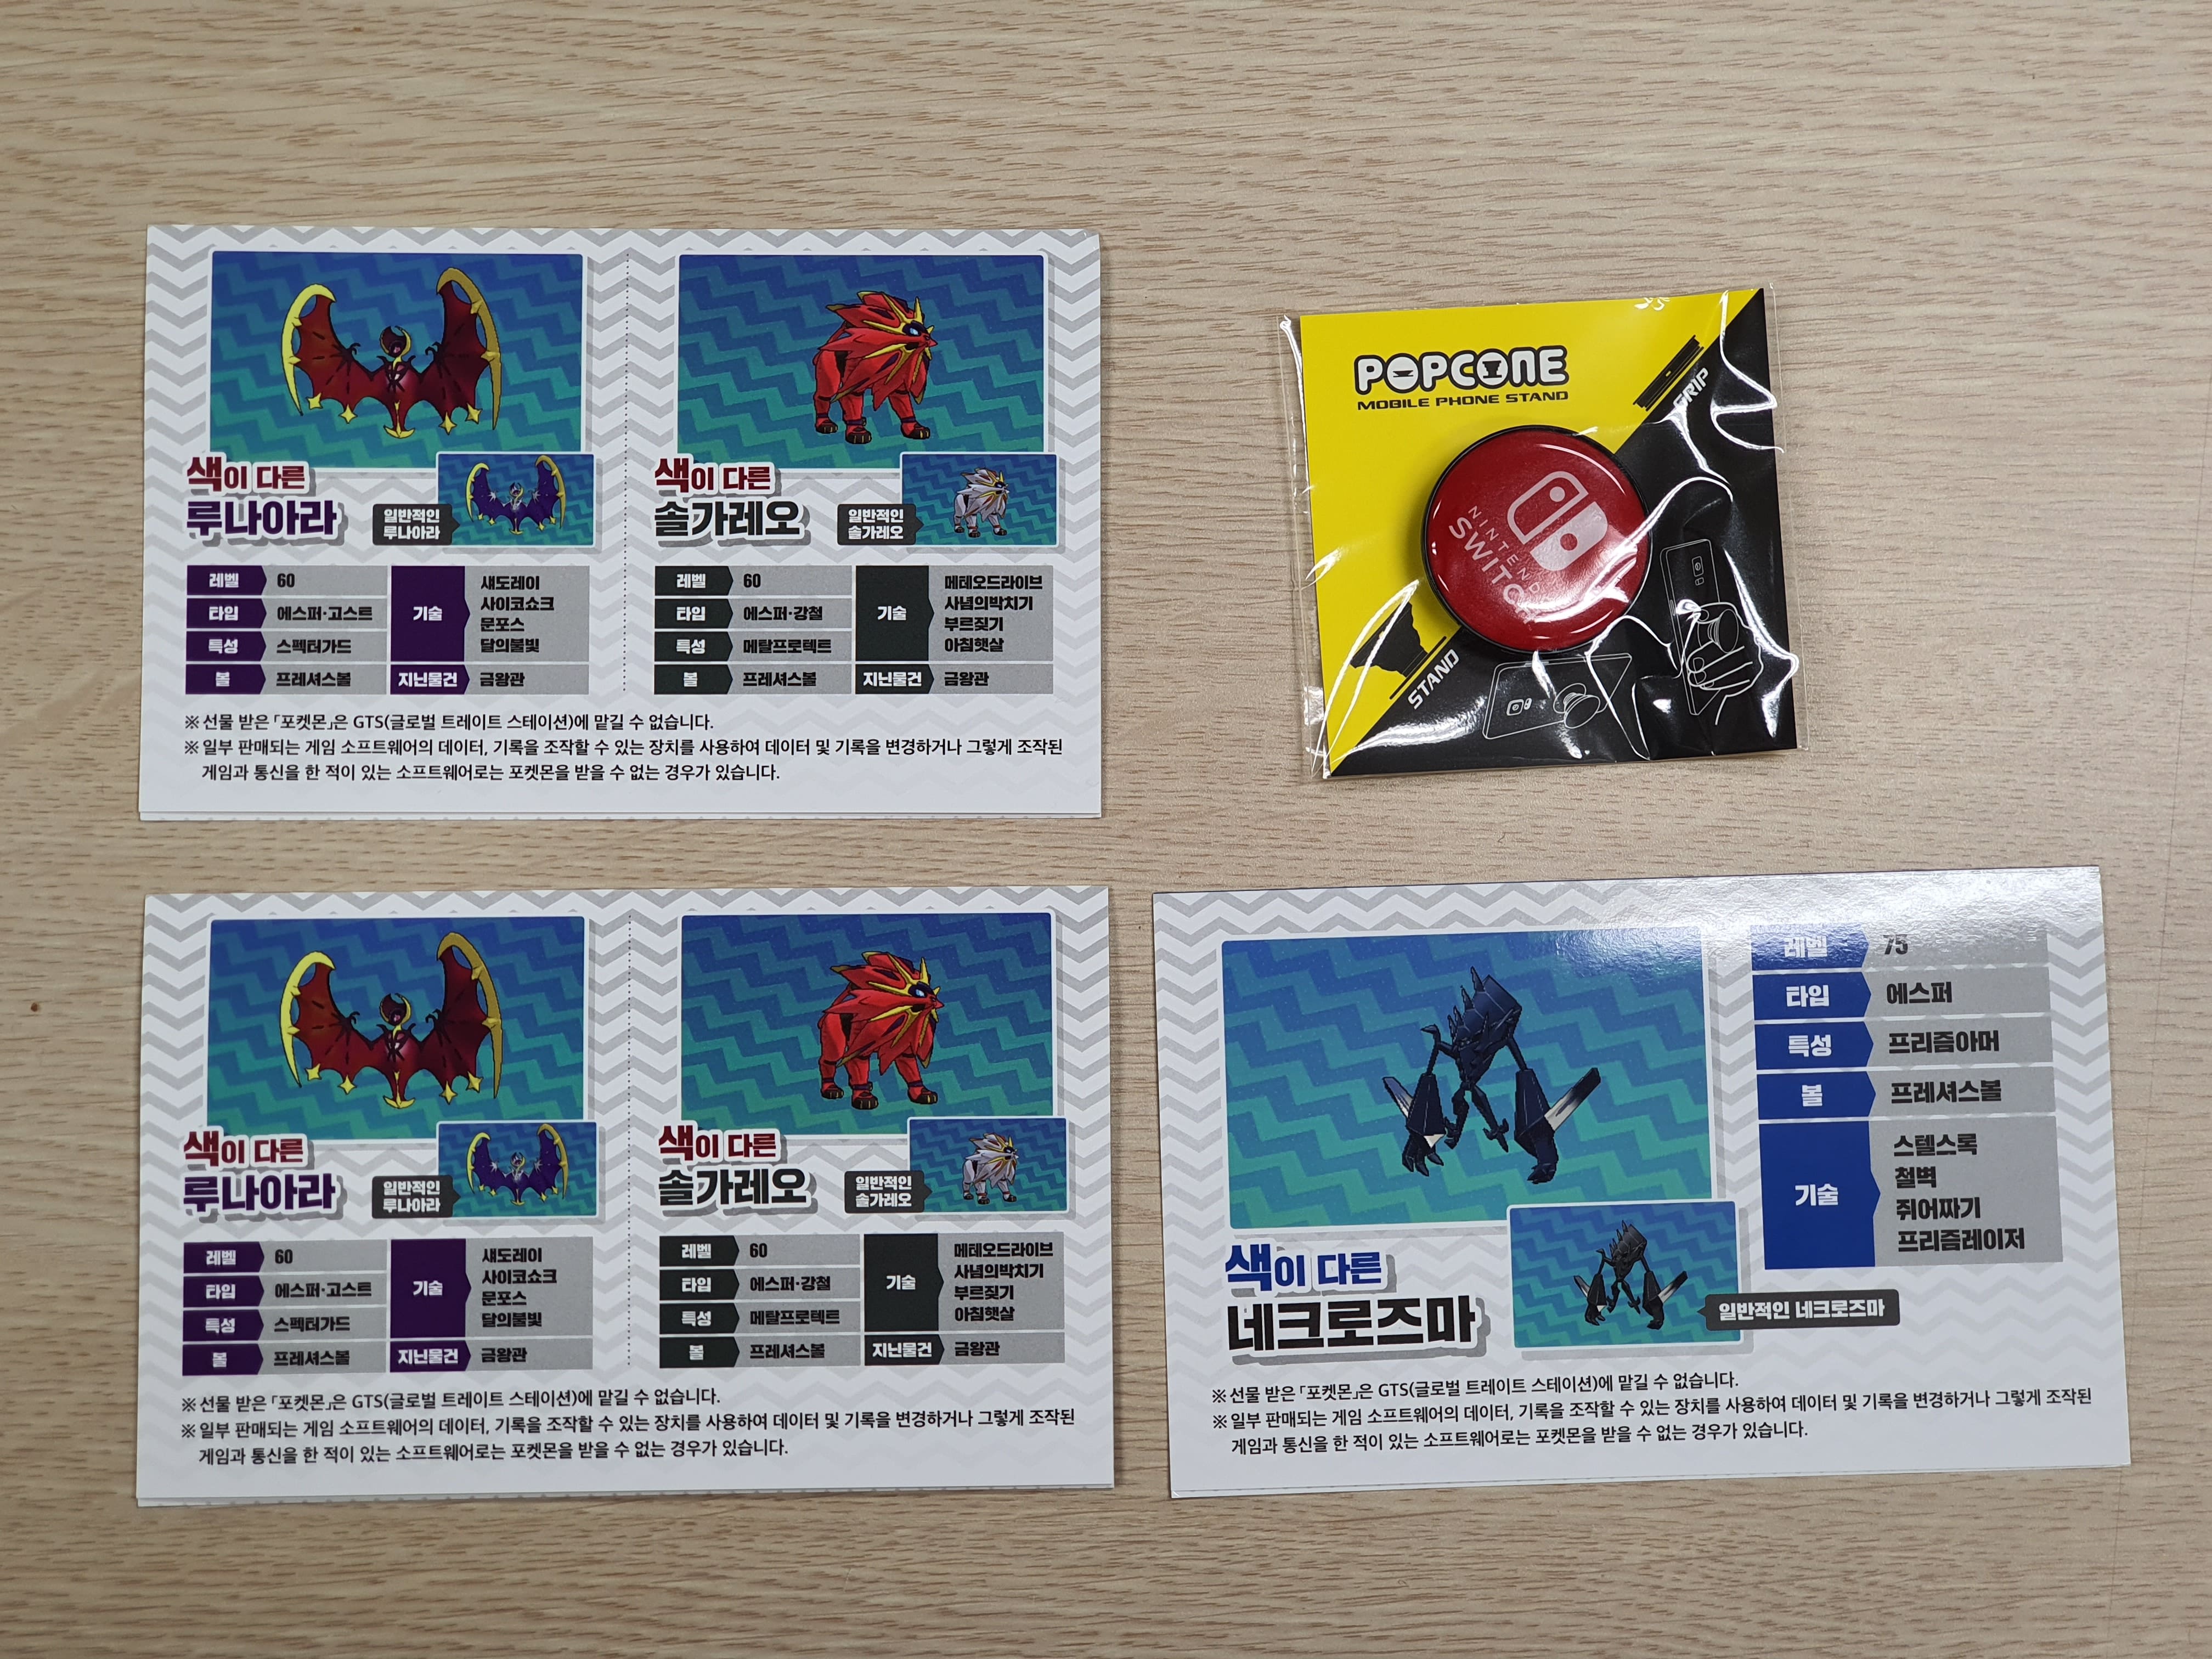 색이 다른
루나아라
일반적인
루나아라
레벨 60
타입 에스퍼·고스트
특성 스펙터가드
볼 프레셔스볼
기술
섀도레이
사이코쇼크
문포스
달의불빛
지닌물건 금왕관
색이 다른
솔가레오
일반적인
솔가레오
레벨 60
타입 에스퍼·강철
특성 메탈프로텍트
볼 프레셔스볼
기술
메테오드라이브
사념의박치기
부르짖기
아침햇살
지닌물건 금왕관
※ 선물 받은 「포켓몬」은 GTS(글로벌 트레이트 스테이션)에 맡길 수 없습니다.
※ 일부 판매되는 게임 소프트웨어의 데이터, 기록을 조작할 수 있는 장치를 사용하여 데이터 및 기록을 변경하거나 그렇게 조작된
게임과 통신을 한 적이 있는 소프트웨어로는 포켓몬을 받을 수 없는 경우가 있습니다.
POPCONE
MOBILE PHONE STAND
GRIP
NINTENDO
SWITCH
STAND
색이 다른
루나아라
일반적인
루나아라
레벨 60
타입 에스퍼·고스트
특성 스펙터가드
볼 프레셔스볼
기술
섀도레이
사이코쇼크
문포스
달의불빛
지닌물건 금왕관
색이 다른
솔가레오
일반적인
솔가레오
레벨 60
타입 에스퍼·강철
특성 메탈프로텍트
볼 프레셔스볼
기술
메테오드라이브
사념의박치기
부르짖기
아침햇살
지닌물건 금왕관
※ 선물 받은 「포켓몬」은 GTS(글로벌 트레이트 스테이션)에 맡길 수 없습니다.
※ 일부 판매되는 게임 소프트웨어의 데이터, 기록을 조작할 수 있는 장치를 사용하여 데이터 및 기록을 변경하거나 그렇게 조작된
게임과 통신을 한 적이 있는 소프트웨어로는 포켓몬을 받을 수 없는 경우가 있습니다.
레벨 75
타입 에스퍼
특성 프리즘아머
볼 프레셔스볼
기술
스텔스록
철벽
쥐어짜기
프리즘레이저
색이 다른
네크로즈마
일반적인 네크로즈마
※ 선물 받은 「포켓몬」은 GTS(글로벌 트레이트 스테이션)에 맡길 수 없습니다.
※ 일부 판매되는 게임 소프트웨어의 데이터, 기록을 조작할 수 있는 장치를 사용하여 데이터 및 기록을 변경하거나 그렇게 조작된
게임과 통신을 한 적이 있는 소프트웨어로는 포켓몬을 받을 수 없는 경우가 있습니다.